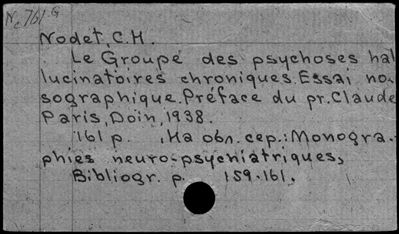 Nc761 G
Nodet, C.H.
Le Groupe des psychoses hal
lucinatoires chroniques. Essai no-
sographique. Préface du pr. Claude
Paris, Doin, 1938.
161 p. , На обл. сер.: Monogra-
phies neuro-psychiatriques,
Bibliogr. p. 159-161.